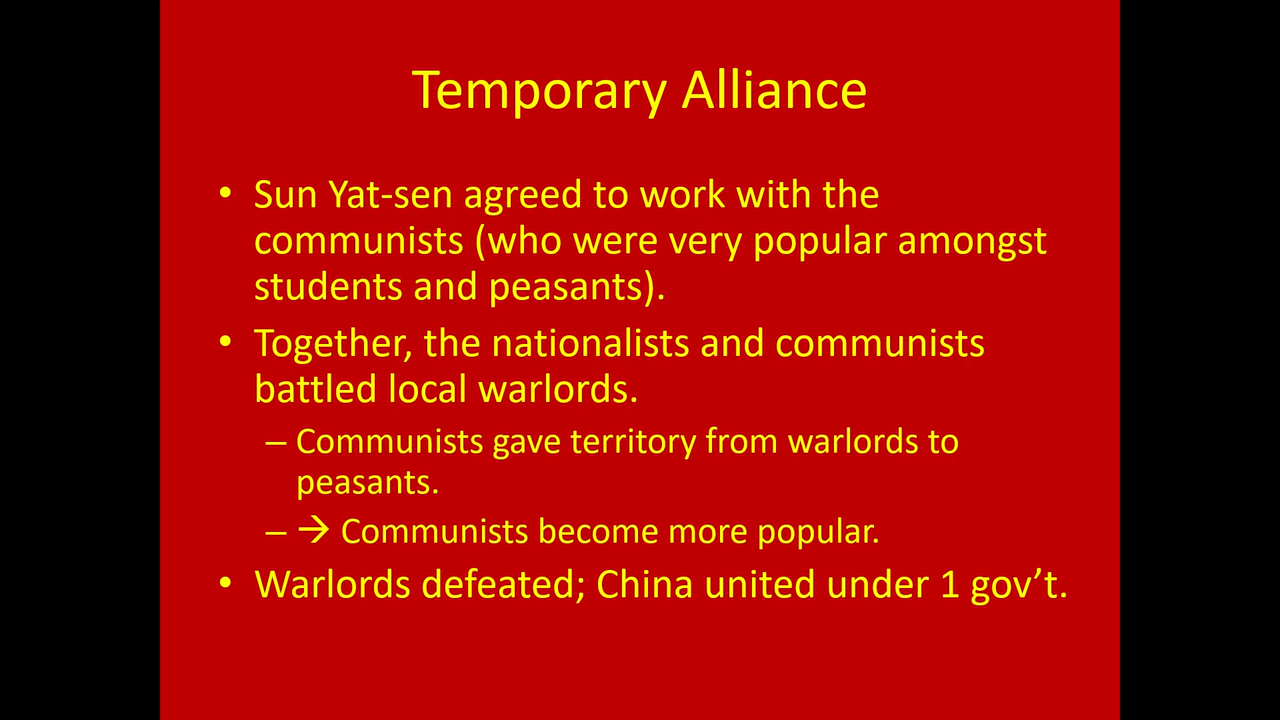 Temporary Alliance
• Sun Yat-sen agreed to work with the
communists (who were very popular amongst
students and peasants).
• Together, the nationalists and communists
battled local warlords.
– Communists gave territory from warlords to
peasants.
– → Communists become more popular.
• Warlords defeated; China united under 1 gov’t.